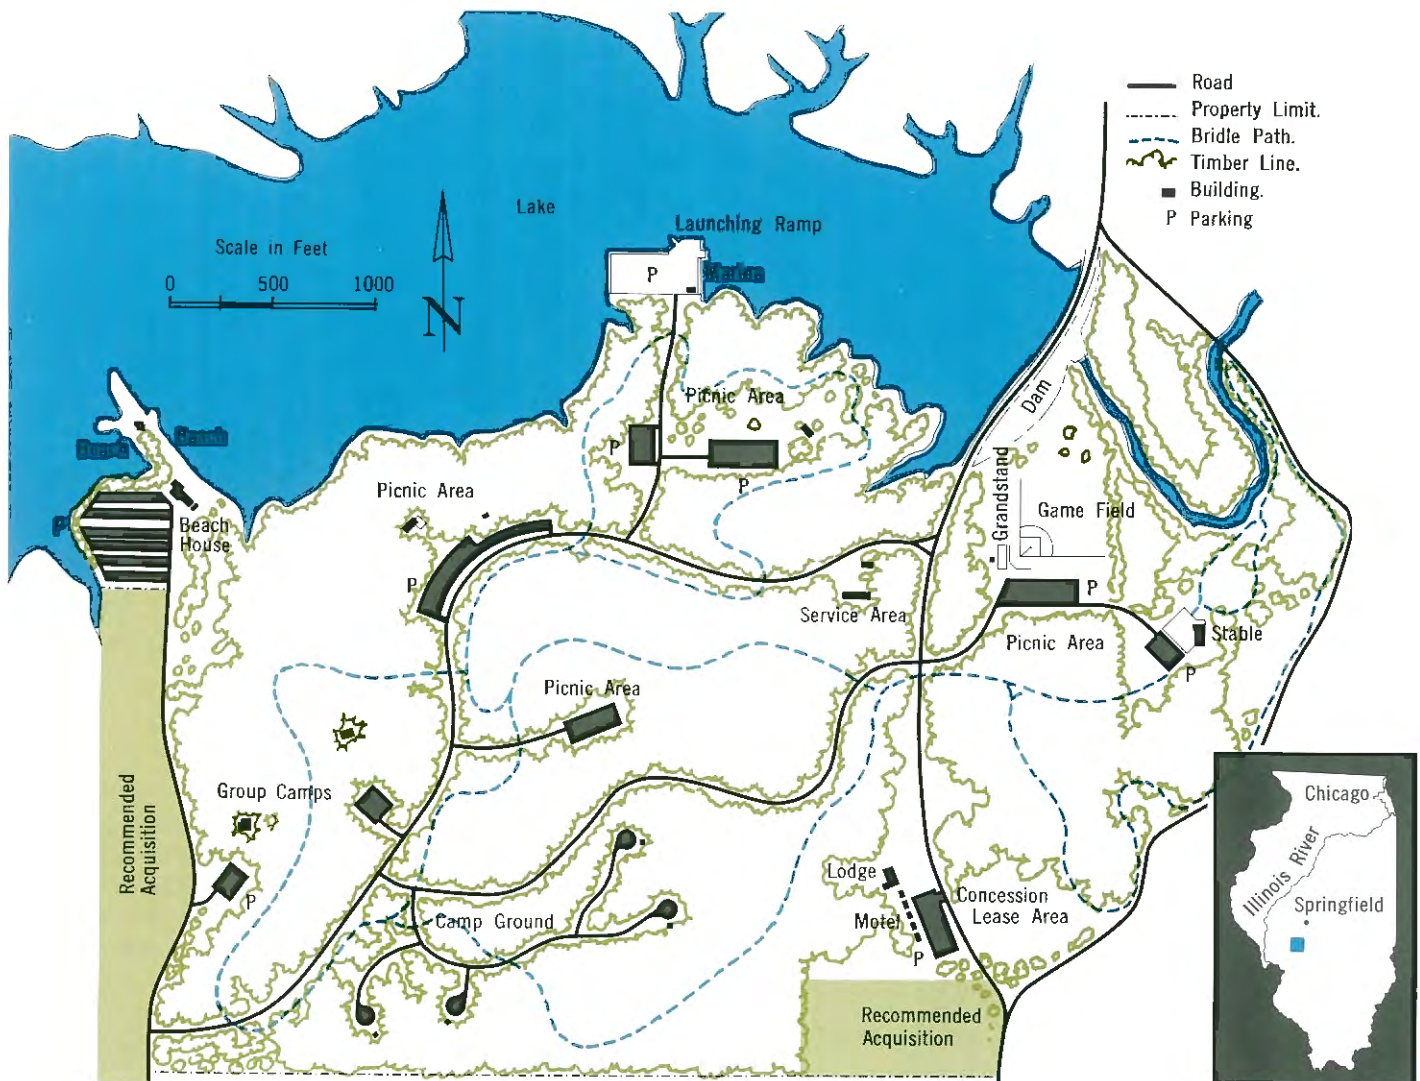 Road
Property Limit.
Bridle Path.
Timber Line.
Building.
P Parking
Lake
Launching Ramp
Scale in Feet
0 500 1000
P
Marina
N
Picnic Area
Dam
Beach
Beach
P
P
Picnic Area
Grandstand
Game Field
P
Beach
House
P
P
Service Area
Picnic Area
Stable
P
Picnic Area
Group Camps
Recommended
Acquisition
P
Lodge
Motel
Concession
Lease Area
Camp Ground
P
Recommended
Acquisition
Chicago
Illinois River
Springfield